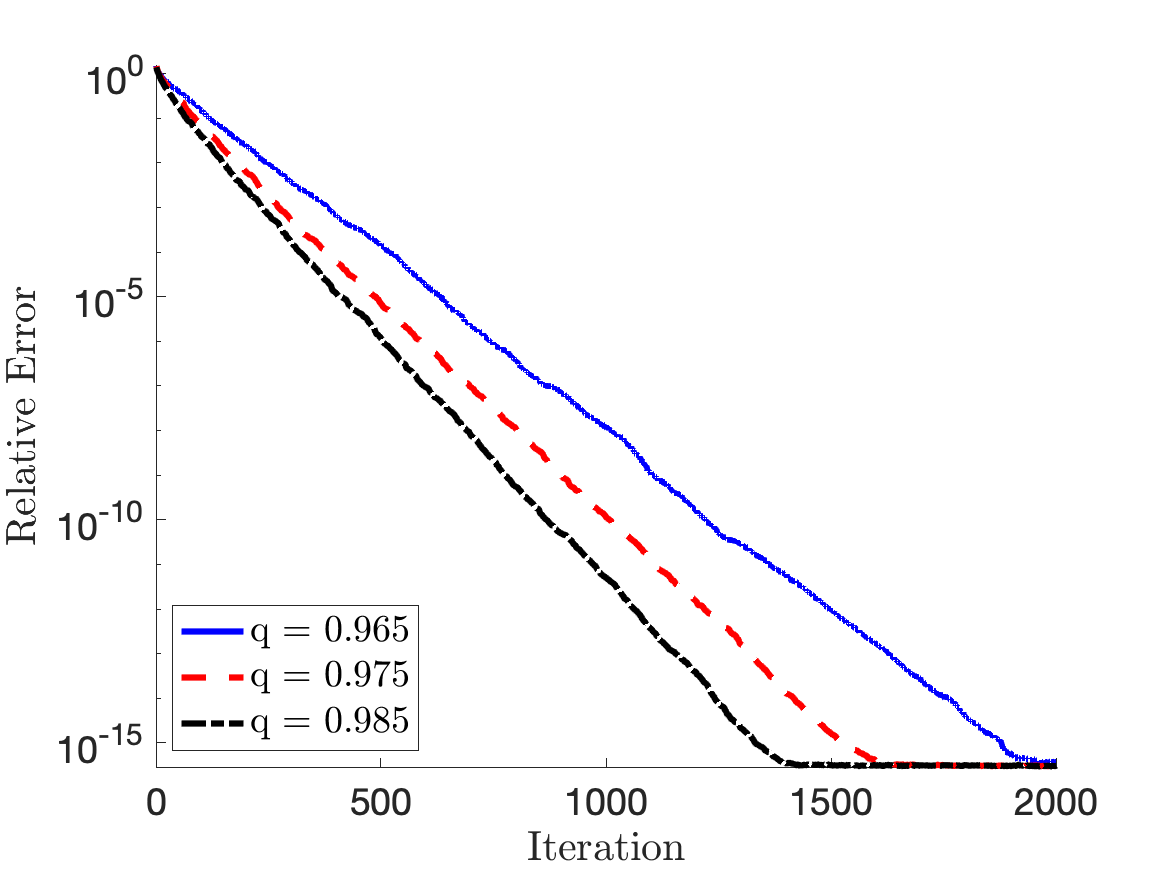 10^0
10^-5
10^-10
10^-15
Relative Error
q = 0.965
q = 0.975
q = 0.985
0 500 1000 1500 2000
Iteration